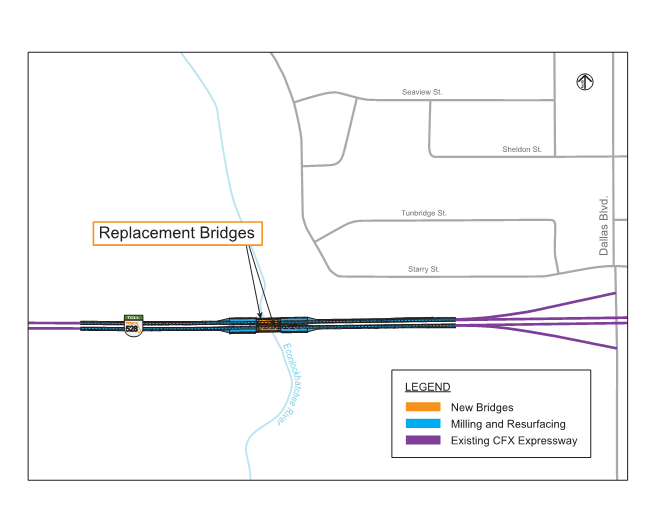 Seaview St.
Sheldon St.
Dallas Blvd.
Tunbridge St.
Replacement Bridges
Starry St.
TOLL
528
Econlockhatchee River
LEGEND
New Bridges
Milling and Resurfacing
Existing CFX Expressway